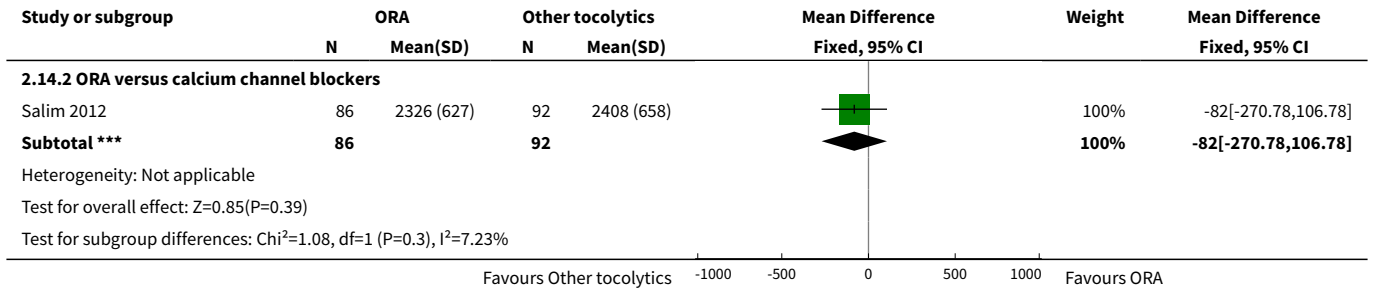 Study or subgroup ORA Other tocolytics Mean Difference Weight Mean Difference
N Mean(SD) N Mean(SD) Fixed, 95% CI Fixed, 95% CI
2.14.2 ORA versus calcium channel blockers
Salim 2012 86 2326 (627) 92 2408 (658) 100% -82[-270.78,106.78]
Subtotal *** 86 92 100% -82[-270.78,106.78]
Heterogeneity: Not applicable
Test for overall effect: Z=0.85(P=0.39)
Test for subgroup differences: Chi²=1.08, df=1 (P=0.3), I²=7.23%
Favours Other tocolytics -1000 -500 0 500 1000 Favours ORA